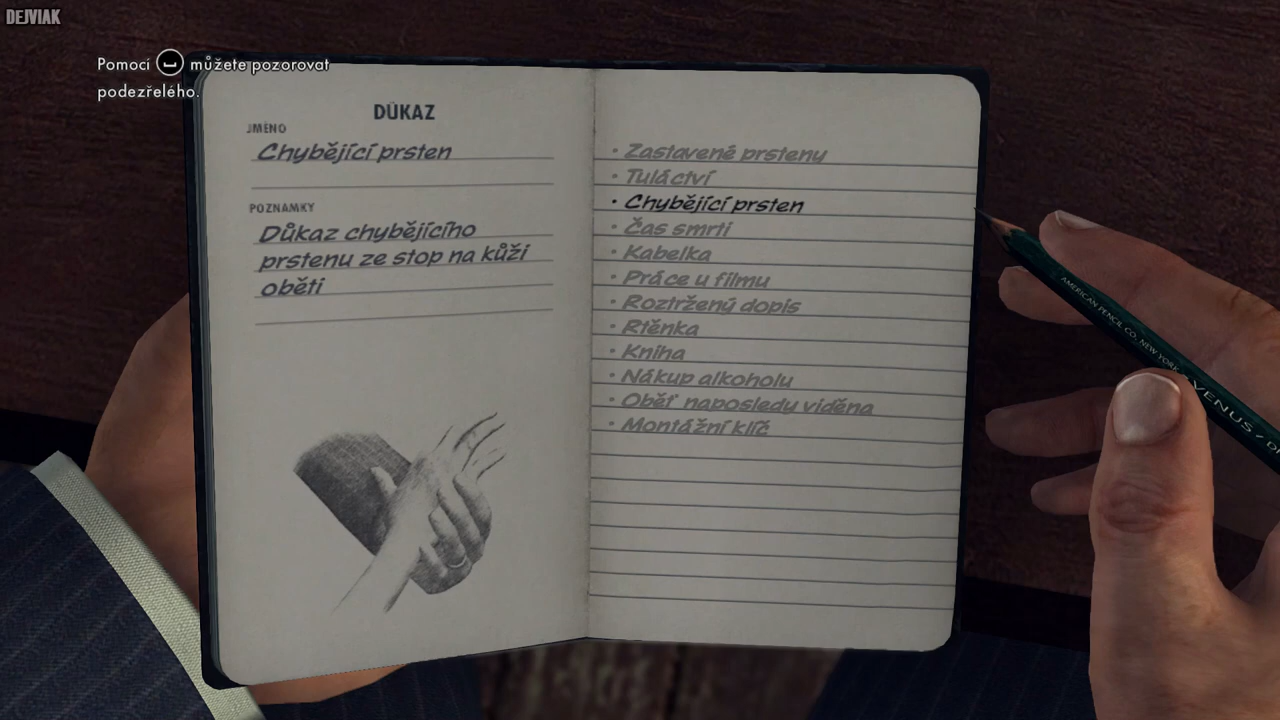 DEJVIAK
Pomocí můžete pozorovat
podezřelého.
DŮKAZ
JMÉNO
Chybějící prsten
POZNÁMKY
Důkaz chybějícího
prstenu ze stop na kůži
oběti
• Zastavené prsteny
• Tuláctví
• Chybějící prsten
• Čas smrti
• Kabelka
• Práce u filmu
• Roztržený dopis
• Rtěnka
• Kniha
• Nákup alkoholu
• Oběť naposledy viděna
• Montážní klíč
AMERICAN PENCIL CO. NEW YORK
VENUS